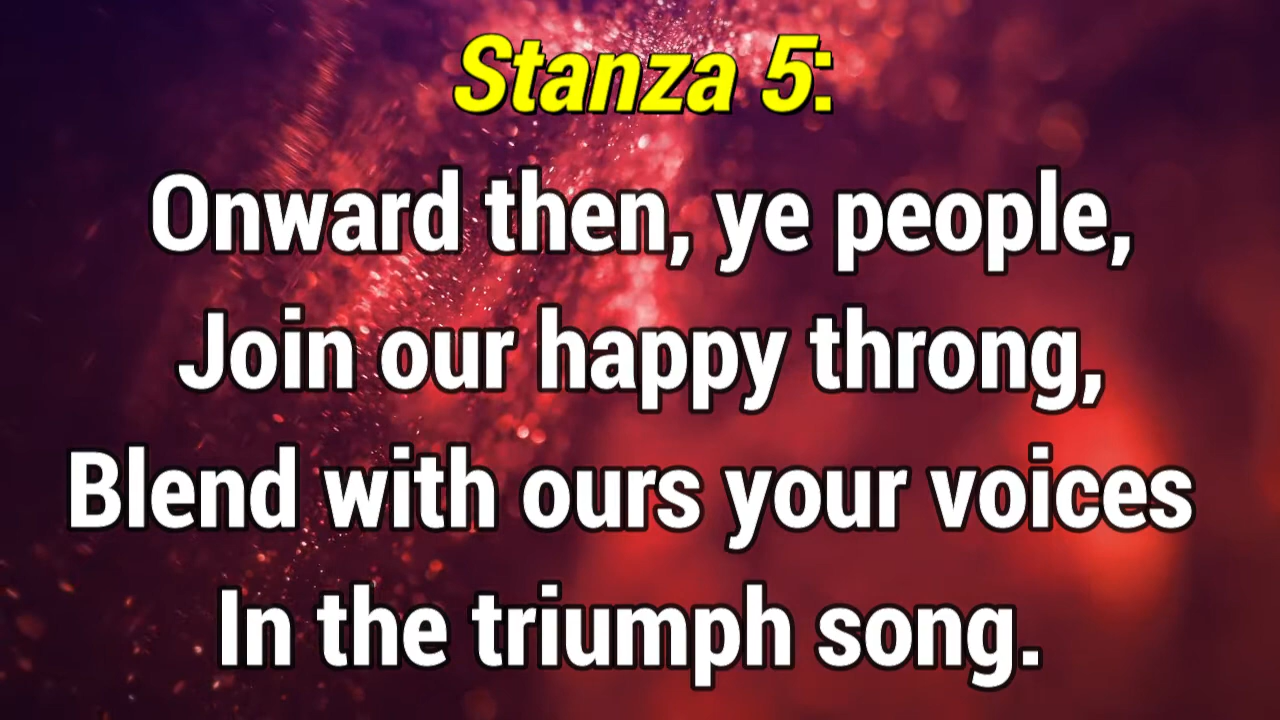 Stanza 5:
Onward then, ye people,
Join our happy throng,
Blend with ours your voices
In the triumph song.